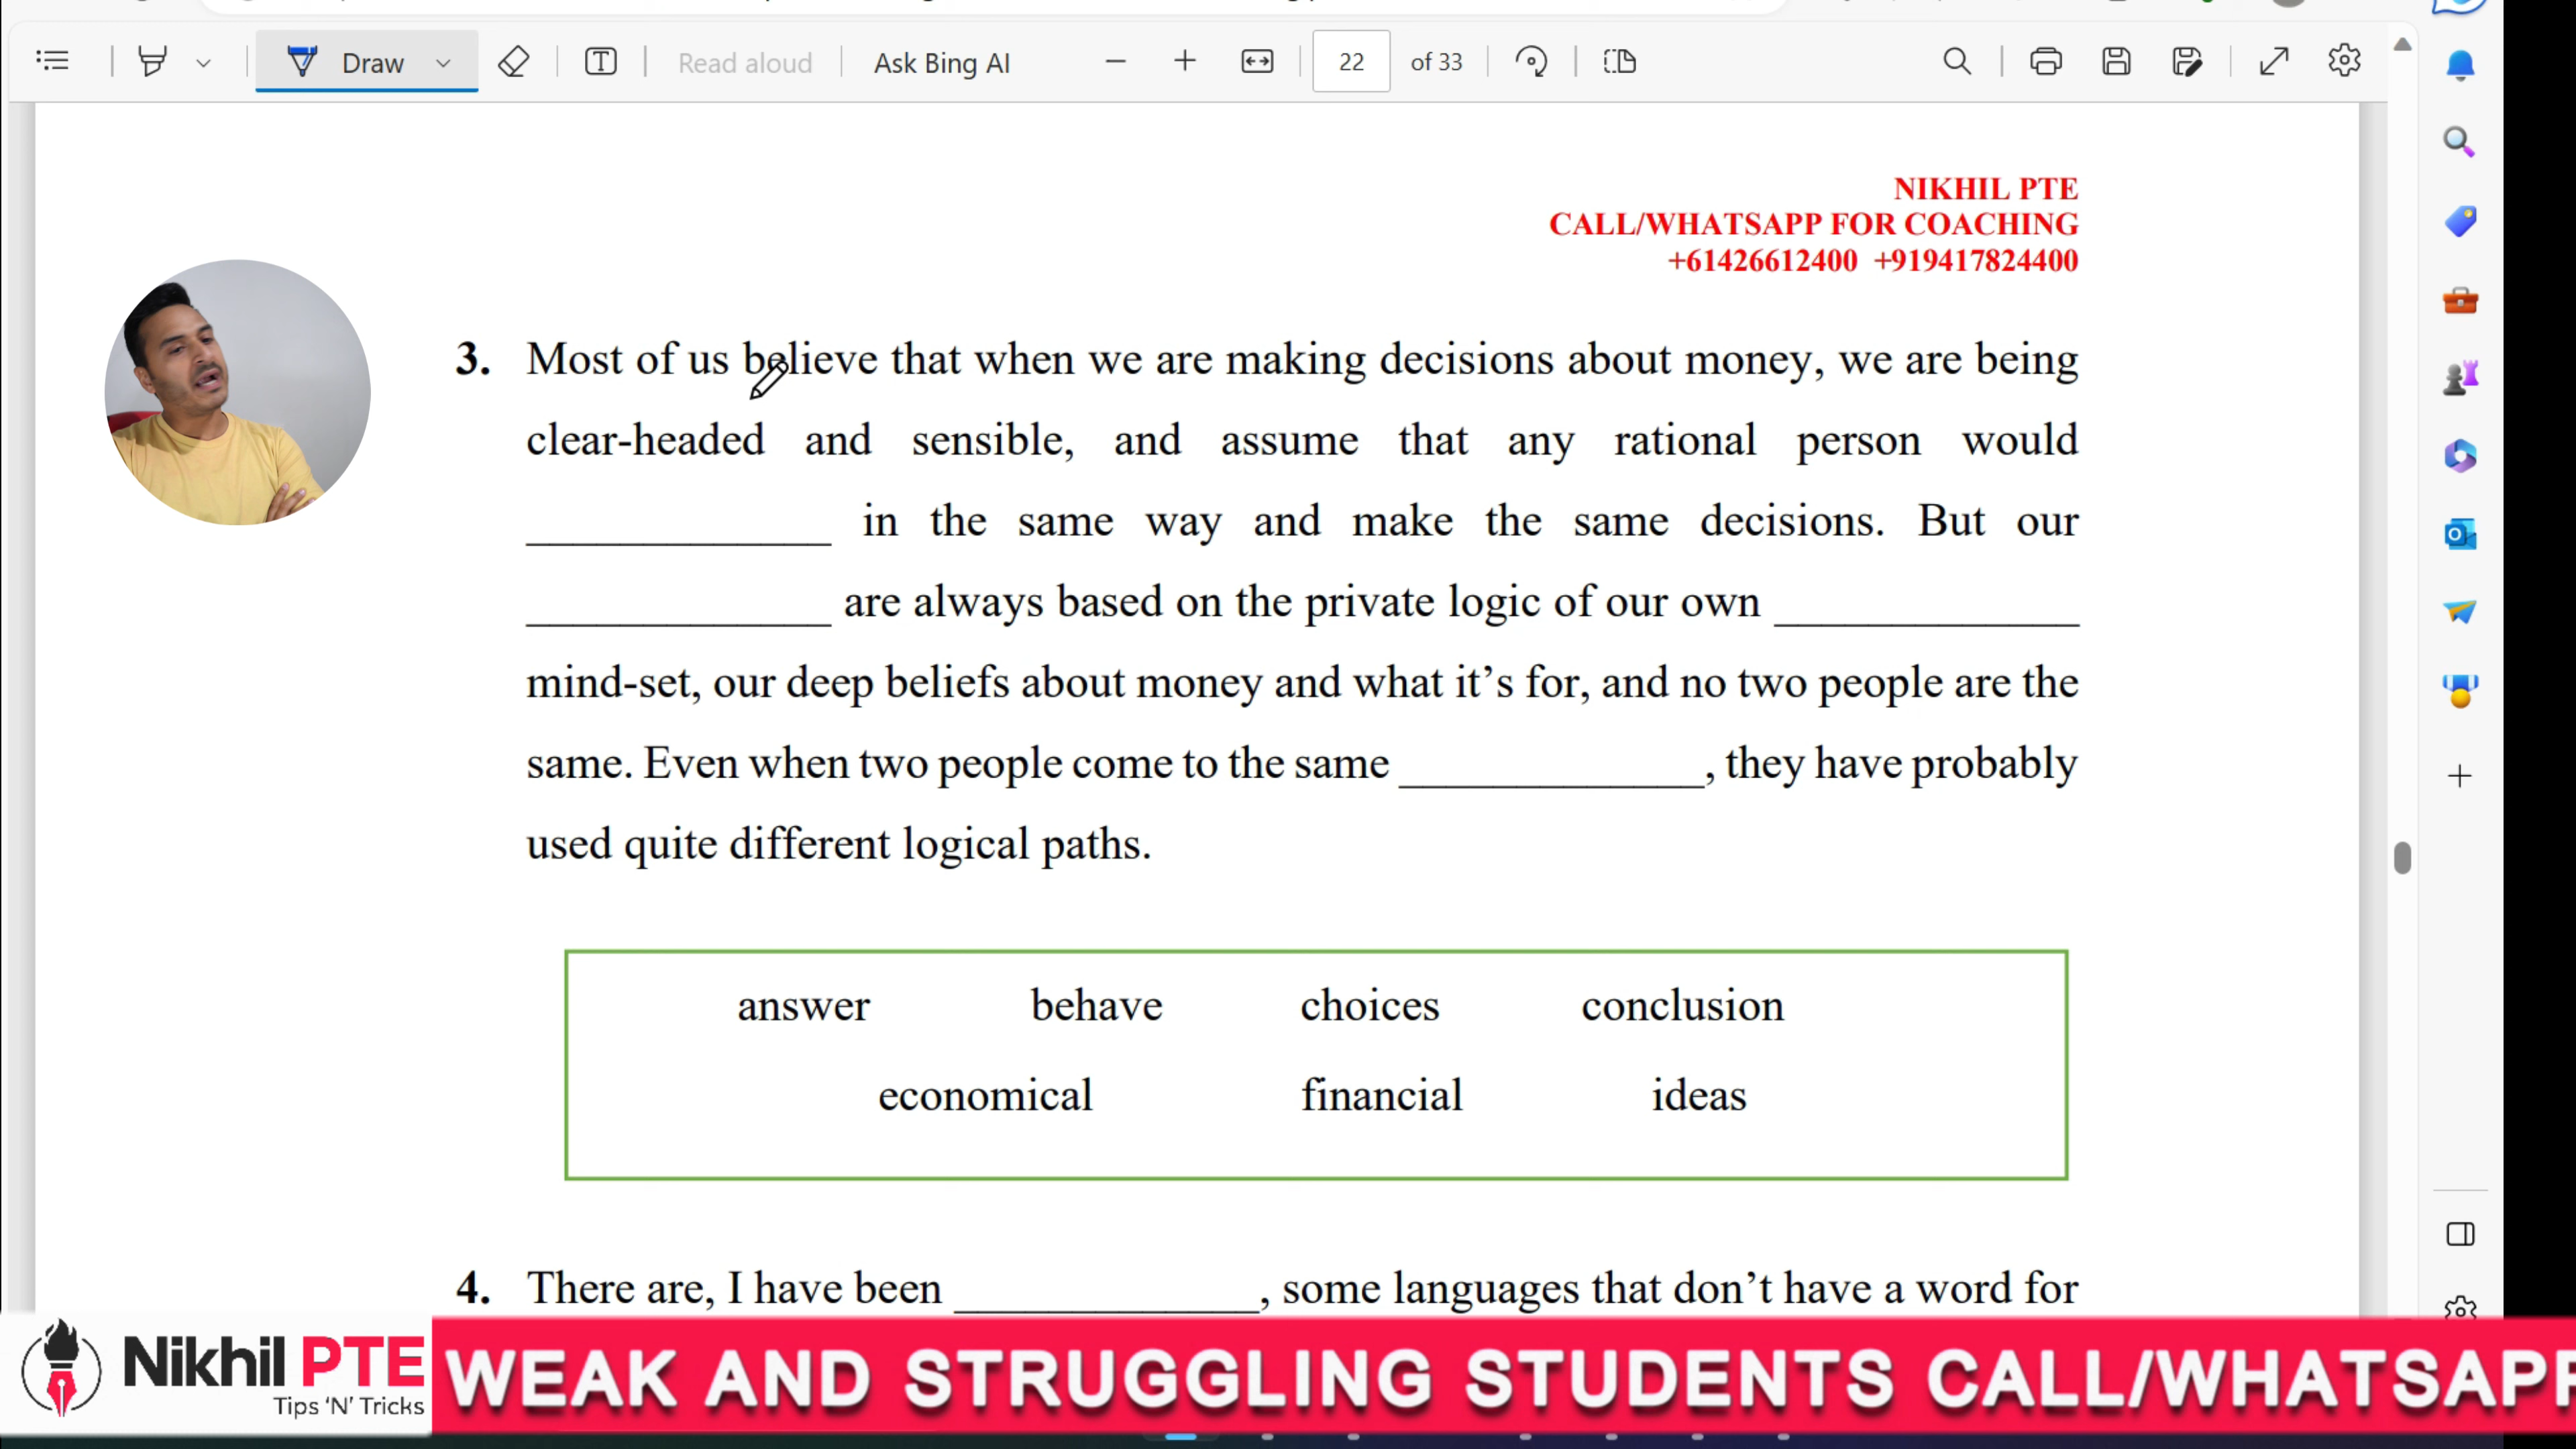 Draw
Read aloud
Ask Bing AI
22 of 33
NIKHIL PTE
CALL/WHATSAPP FOR COACHING
+61426612400 +919417824400
3. Most of us believe that when we are making decisions about money, we are being
clear-headed and sensible, and assume that any rational person would
_____________ in the same way and make the same decisions. But our
_____________ are always based on the private logic of our own _____________
mind-set, our deep beliefs about money and what it’s for, and no two people are the
same. Even when two people come to the same _____________, they have probably
used quite different logical paths.
answer behave choices conclusion
economical financial ideas
4. There are, I have been _____________, some languages that don’t have a word for
Nikhil PTE
Tips ‘N’ Tricks
WEAK AND STRUGGLING STUDENTS CALL/WHATSAPP